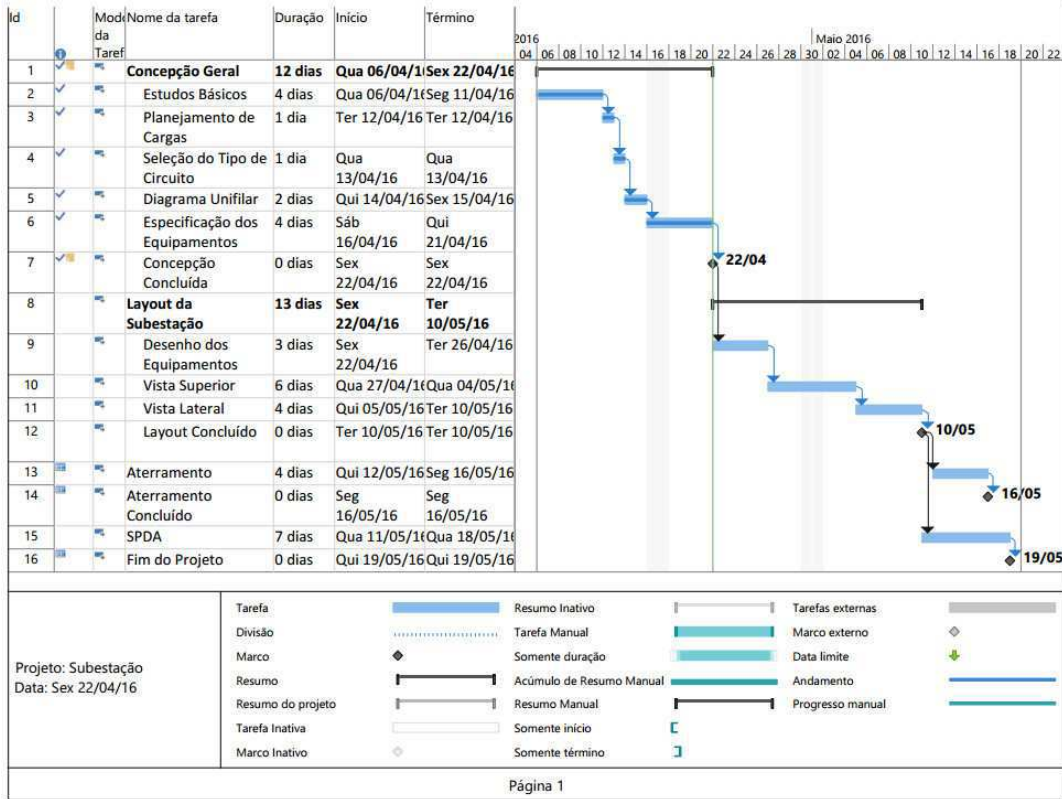 Id Modo Nome da tarefa Duração Início Término
da
Taref
2016 Maio 2016
04 06 08 10 12 14 16 18 20 22 24 26 28 30 02 04 06 08 10 12 14 16 18 20 22
1 Concepção Geral 12 dias Qua 06/04/1 Sex 22/04/16
2 Estudos Básicos 4 dias Qua 06/04/16 Seg 11/04/16
3 Planejamento de 1 dia Ter 12/04/16 Ter 12/04/16
Cargas
4 Seleção do Tipo de 1 dia Qua Qua
Circuito 13/04/16 13/04/16
5 Diagrama Unifilar 2 dias Qui 14/04/16 Sex 15/04/16
6 Especificação dos 4 dias Sáb Qui
Equipamentos 16/04/16 21/04/16
7 Concepção 0 dias Sex Sex 22/04
Concluída 22/04/16 22/04/16
8 Layout da 13 dias Sex Ter
Subestação 22/04/16 10/05/16
9 Desenho dos 3 dias Sex Ter 26/04/16
Equipamentos 22/04/16
10 Vista Superior 6 dias Qua 27/04/16 Qua 04/05/16
11 Vista Lateral 4 dias Qui 05/05/16 Ter 10/05/16
12 Layout Concluído 0 dias Ter 10/05/16 Ter 10/05/16 10/05
13 Aterramento 4 dias Qui 12/05/16 Seg 16/05/16
14 Aterramento 0 dias Seg Seg 16/05
Concluído 16/05/16 16/05/16
15 SPDA 7 dias Qua 11/05/16 Qua 18/05/16
16 Fim do Projeto 0 dias Qui 19/05/16 Qui 19/05/16 19/05
Projeto: Subestação
Data: Sex 22/04/16
Tarefa Resumo Inativo Tarefas externas
Divisão Tarefa Manual Marco externo
Marco Somente duração Data limite
Resumo Acúmulo de Resumo Manual Andamento
Resumo do projeto Resumo Manual Progresso manual
Tarefa Inativa Somente início
Marco Inativo Somente término
Página 1